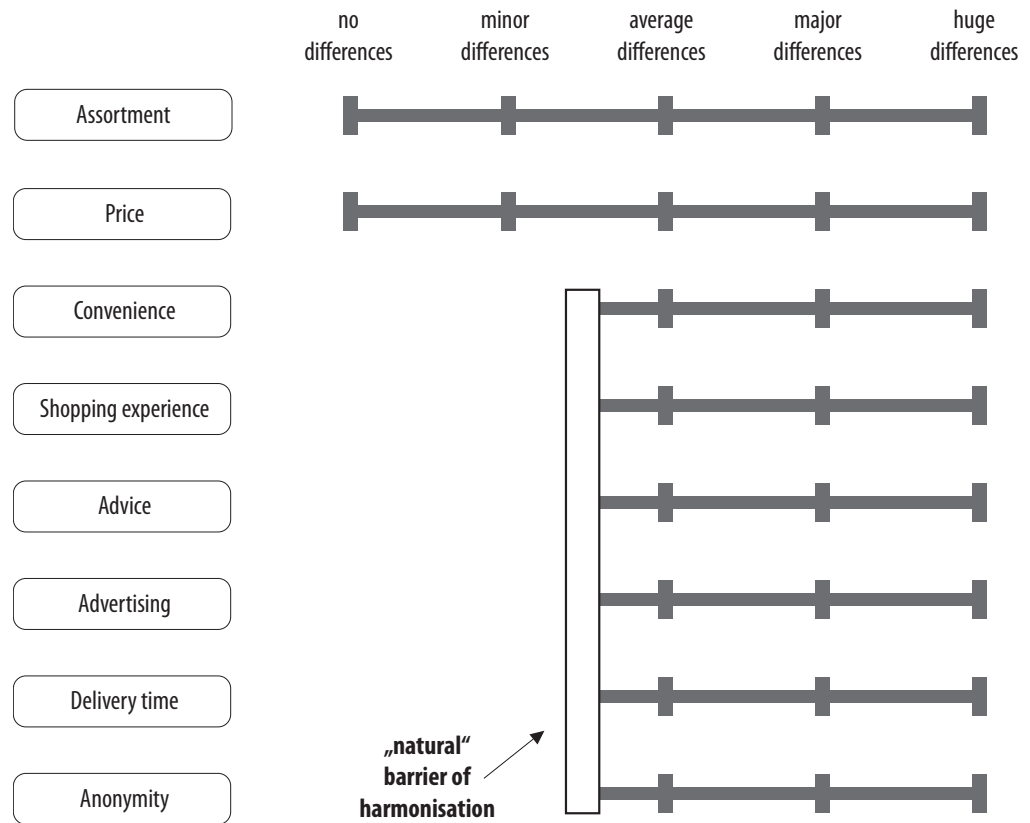 no minor average major huge
differences differences differences differences differences
Assortment
Price
Convenience
Shopping experience
Advice
Advertising
Delivery time
„natural“
barrier of
harmonisation
Anonymity